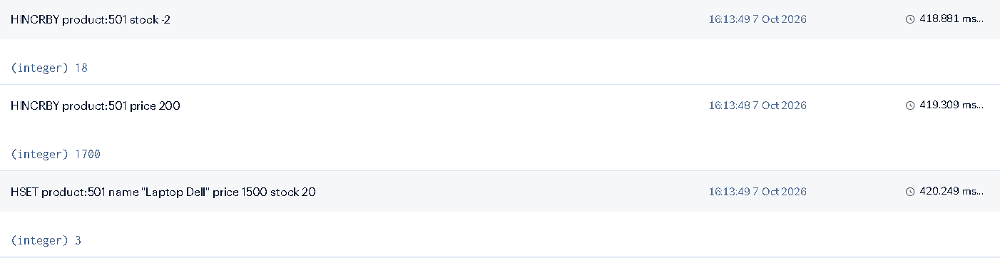 HINCRBY product:501 stock -2 16:13:49 7 Oct 2026 418.881 ms...
(integer) 18
HINCRBY product:501 price 200 16:13:48 7 Oct 2026 419.309 ms...
(integer) 1700
HSET product:501 name "Laptop Dell" price 1500 stock 20 16:13:49 7 Oct 2026 420.249 ms...
(integer) 3